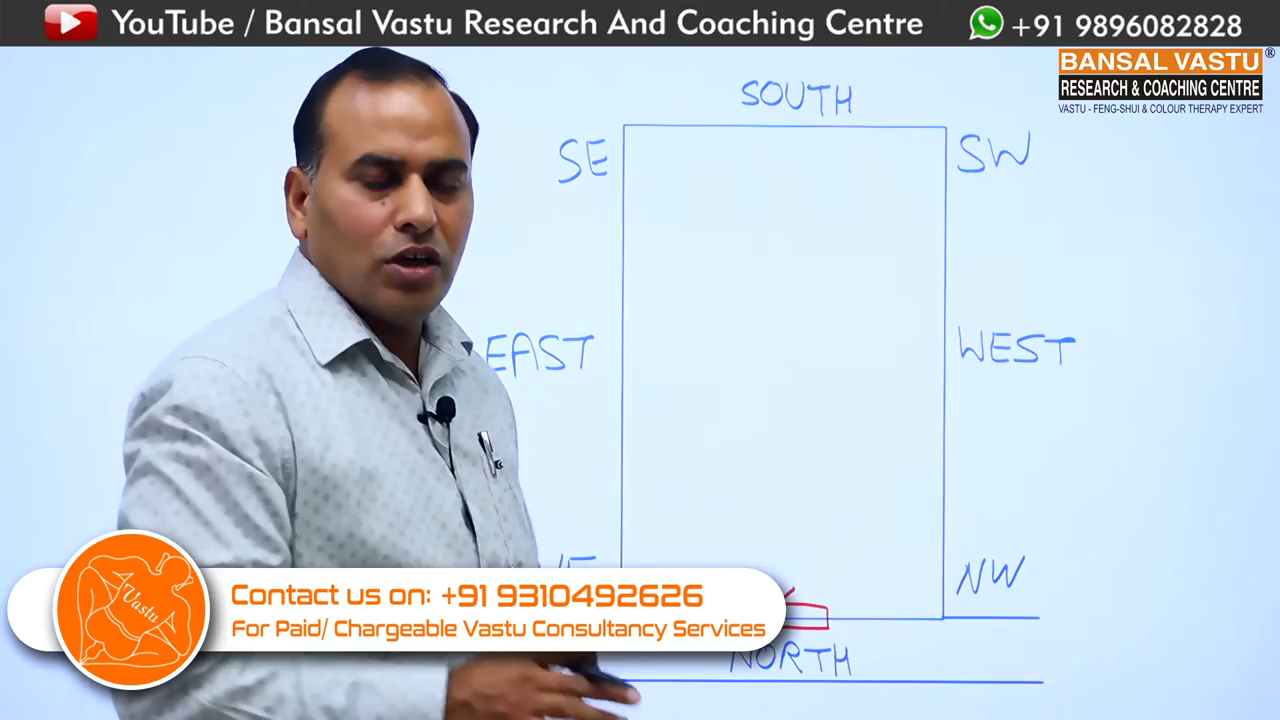 YouTube / Bansal Vastu Research And Coaching Centre
+91 9896082828
BANSAL VASTU®
RESEARCH & COACHING CENTRE
VASTU - FENG-SHUI & COLOUR THERAPY EXPERT
SOUTH
SE
SW
EAST
WEST
NW
NORTH
Vastu
Contact us on: +91 9310492626
For Paid/ Chargeable Vastu Consultancy Services